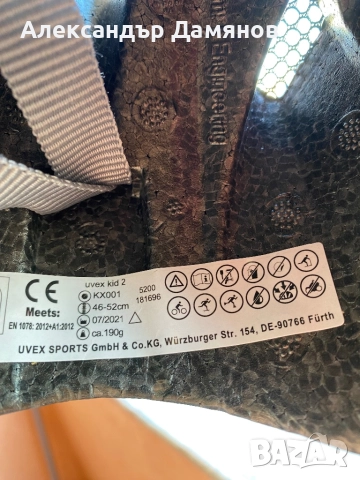 Александър Дамянов
Engineering
uvex kid 2
KX001
46-52cm
07/2021
ca.190g
5200
181696
CE
Meets:
EN 1078: 2012+A1:2012
UVEX SPORTS GmbH & Co.KG, Würzburger Str. 154, DE-90766 Fürth
BAZAR